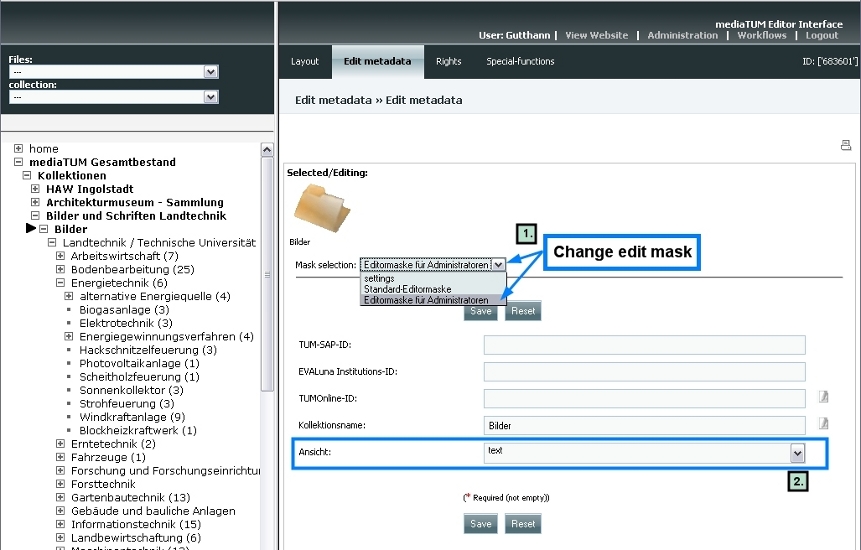 mediaTUM Editor Interface
User: Gutthann | View Website | Administration | Workflows | Logout
Files:
---
collection:
---
Layout Edit metadata Rights Special-functions ID: ['683601']
Edit metadata » Edit metadata
home
mediaTUM Gesamtbestand
Kollektionen
HAW Ingolstadt
Architekturmuseum - Sammlung
Bilder und Schriften Landtechnik
Bilder
Landtechnik / Technische Universität
Arbeitswirtschaft (7)
Bodenbearbeitung (25)
Energietechnik (6)
alternative Energiequelle (4)
Biogasanlage (3)
Elektrotechnik (3)
Energiegewinnungsverfahren (4)
Hackschnitzelfeuerung (3)
Photovoltaikanlage (1)
Scheitholzfeuerung (1)
Sonnenkollektor (3)
Strohfeuerung (3)
Windkraftanlage (9)
Blockheizkraftwerk (1)
Erntetechnik (2)
Fahrzeuge (1)
Forschung und Forschungseinrichtu
Forsttechnik
Gartenbautechnik (13)
Gebäude und bauliche Anlagen
Informationstechnik (15)
Landbewirtschaftung (6)
Selected/Editing:
Bilder
1.
Change edit mask
Mask selection: Editormaske für Administratoren
settings
Standard-Editormaske
Editormaske für Administratoren
Save Reset
TUM-SAP-ID:
EVALuna Institutions-ID:
TUMOnline-ID:
Kollektionsname: Bilder
Ansicht: text
2.
(* Required (not empty))
Save Reset